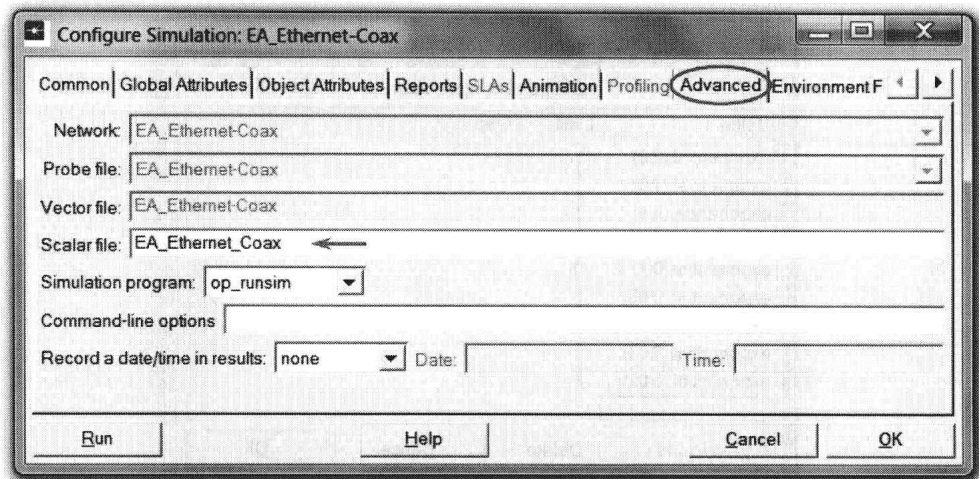 Configure Simulation: EA_Ethernet-Coax
Common Global Attributes Object Attributes Reports SLAs Animation Profiling Advanced Environment F
Network: EA_Ethernet-Coax
Probe file: EA_Ethernet-Coax
Vector file: EA_Ethernet-Coax
Scalar file: EA_Ethernet_Coax
Simulation program: op_runsim
Command-line options
Record a date/time in results: none Date: Time:
Run Help Cancel OK